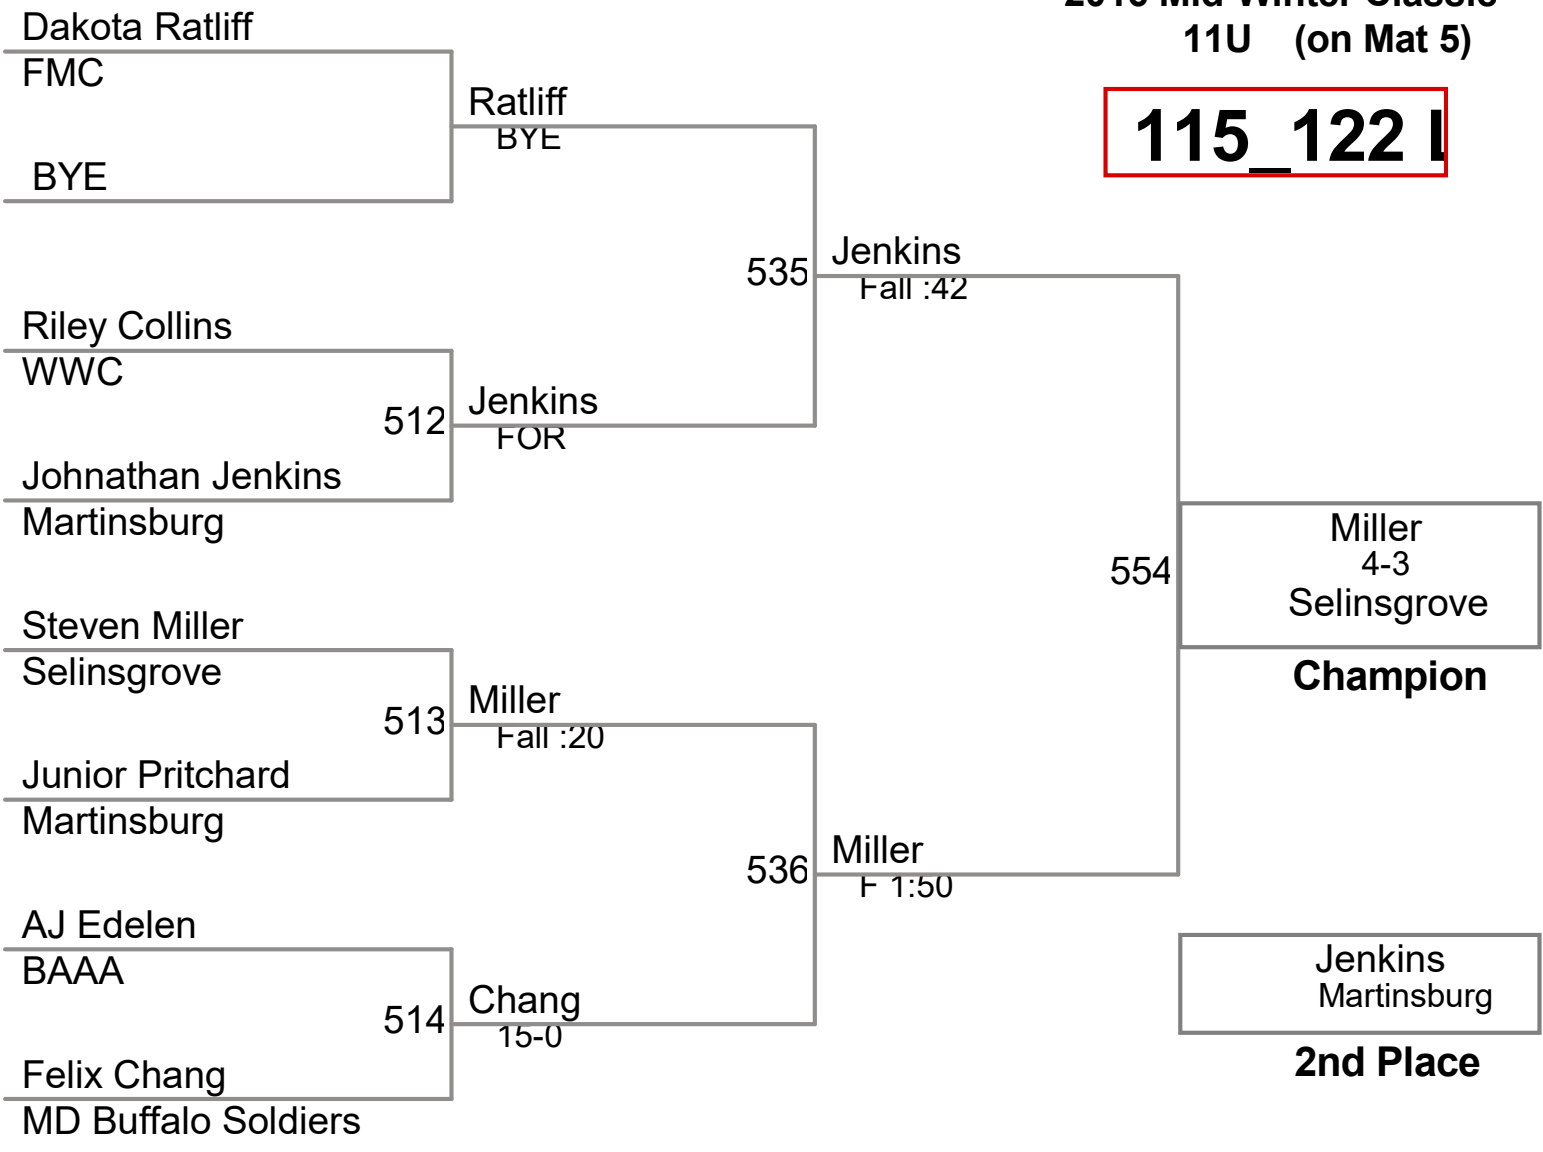 Mid Winter Classic
11U (on Mat 5)
115_122
Dakota Ratliff
FMC
BYE
Ratliff
BYE
Riley Collins
WWC
512
Johnathan Jenkins
Martinsburg
Jenkins
FOR
535
Jenkins
Fall :42
Steven Miller
Selinsgrove
513
Junior Pritchard
Martinsburg
Miller
Fall :20
AJ Edelen
BAAA
514
Felix Chang
MD Buffalo Soldiers
Chang
15-0
536
Miller
F 1:50
554
Miller
4-3
Selinsgrove
Champion
Jenkins
Martinsburg
2nd Place